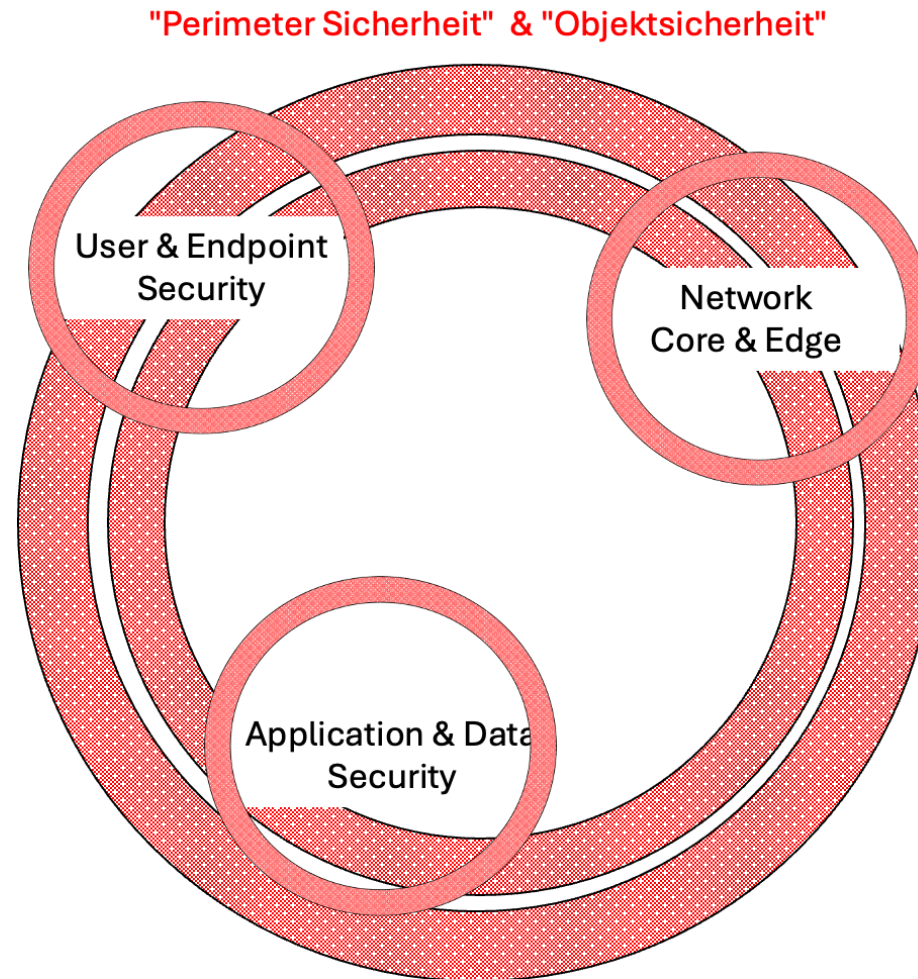 "Perimeter Sicherheit" & "Objektsicherheit"
User & Endpoint
Security
Network
Core & Edge
Application & Data
Security